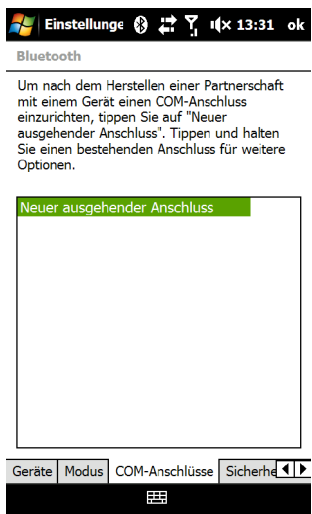 Einstellunge 13:31 ok
Bluetooth
Um nach dem Herstellen einer Partnerschaft
mit einem Gerät einen COM-Anschluss
einzurichten, tippen Sie auf "Neuer
ausgehender Anschluss". Tippen und halten
Sie einen bestehenden Anschluss für weitere
Optionen.
Neuer ausgehender Anschluss
Geräte Modus COM-Anschlüsse Sicherhe